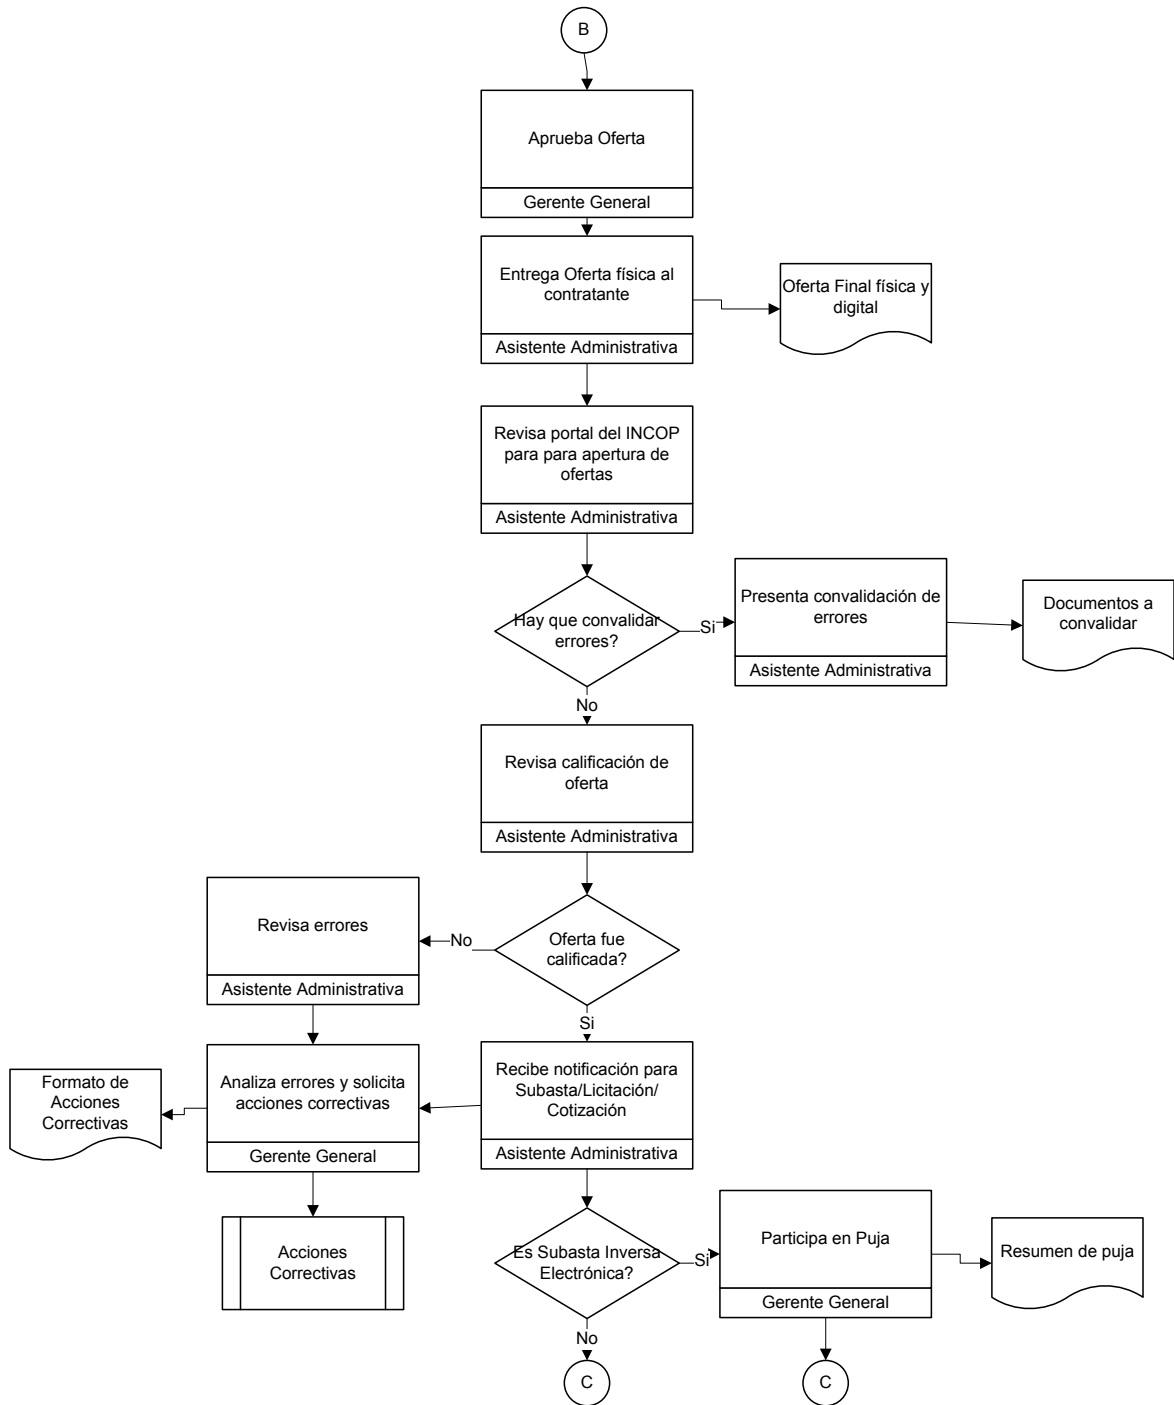 B
Aprueba Oferta
Gerente General
Entrega Oferta física al
contratante
Asistente Administrativa
Oferta Final física y
digital
Revisa portal del INCOP
para para apertura de
ofertas
Asistente Administrativa
Hay que convalidar
errores?
Si
Presenta convalidación de
errores
Asistente Administrativa
Documentos a
convalidar
No
Revisa calificación de
oferta
Asistente Administrativa
Oferta fue
calificada?
No
Revisa errores
Asistente Administrativa
Si
Recibe notificación para
Subasta/Licitación/
Cotización
Asistente Administrativa
Analiza errores y solicita
acciones correctivas
Gerente General
Formato de
Acciones
Correctivas
Acciones
Correctivas
Es Subasta Inversa
Electrónica?
Si
Participa en Puja
Gerente General
Resumen de puja
No
C
C